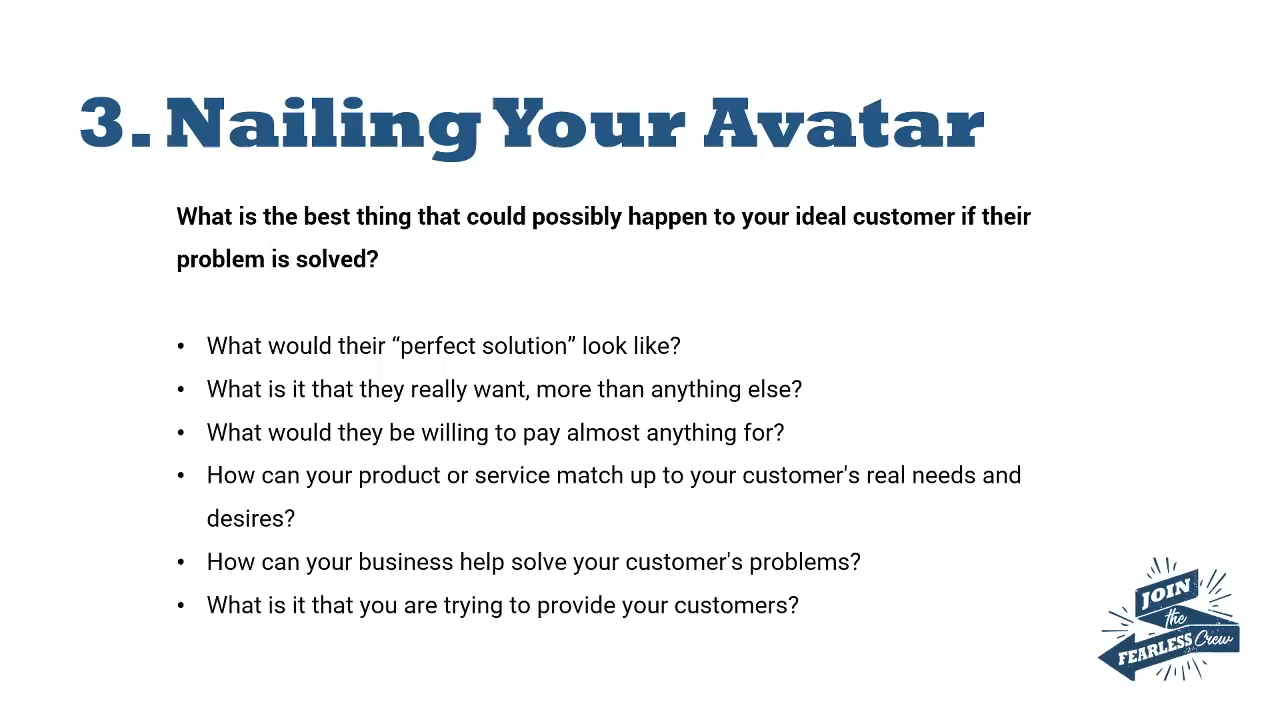 3. Nailing Your Avatar
What is the best thing that could possibly happen to your ideal customer if their
problem is solved?
• What would their “perfect solution” look like?
• What is it that they really want, more than anything else?
• What would they be willing to pay almost anything for?
• How can your product or service match up to your customer's real needs and
desires?
• How can your business help solve your customer's problems?
• What is it that you are trying to provide your customers?
JOIN
the
FEARLESS Crew